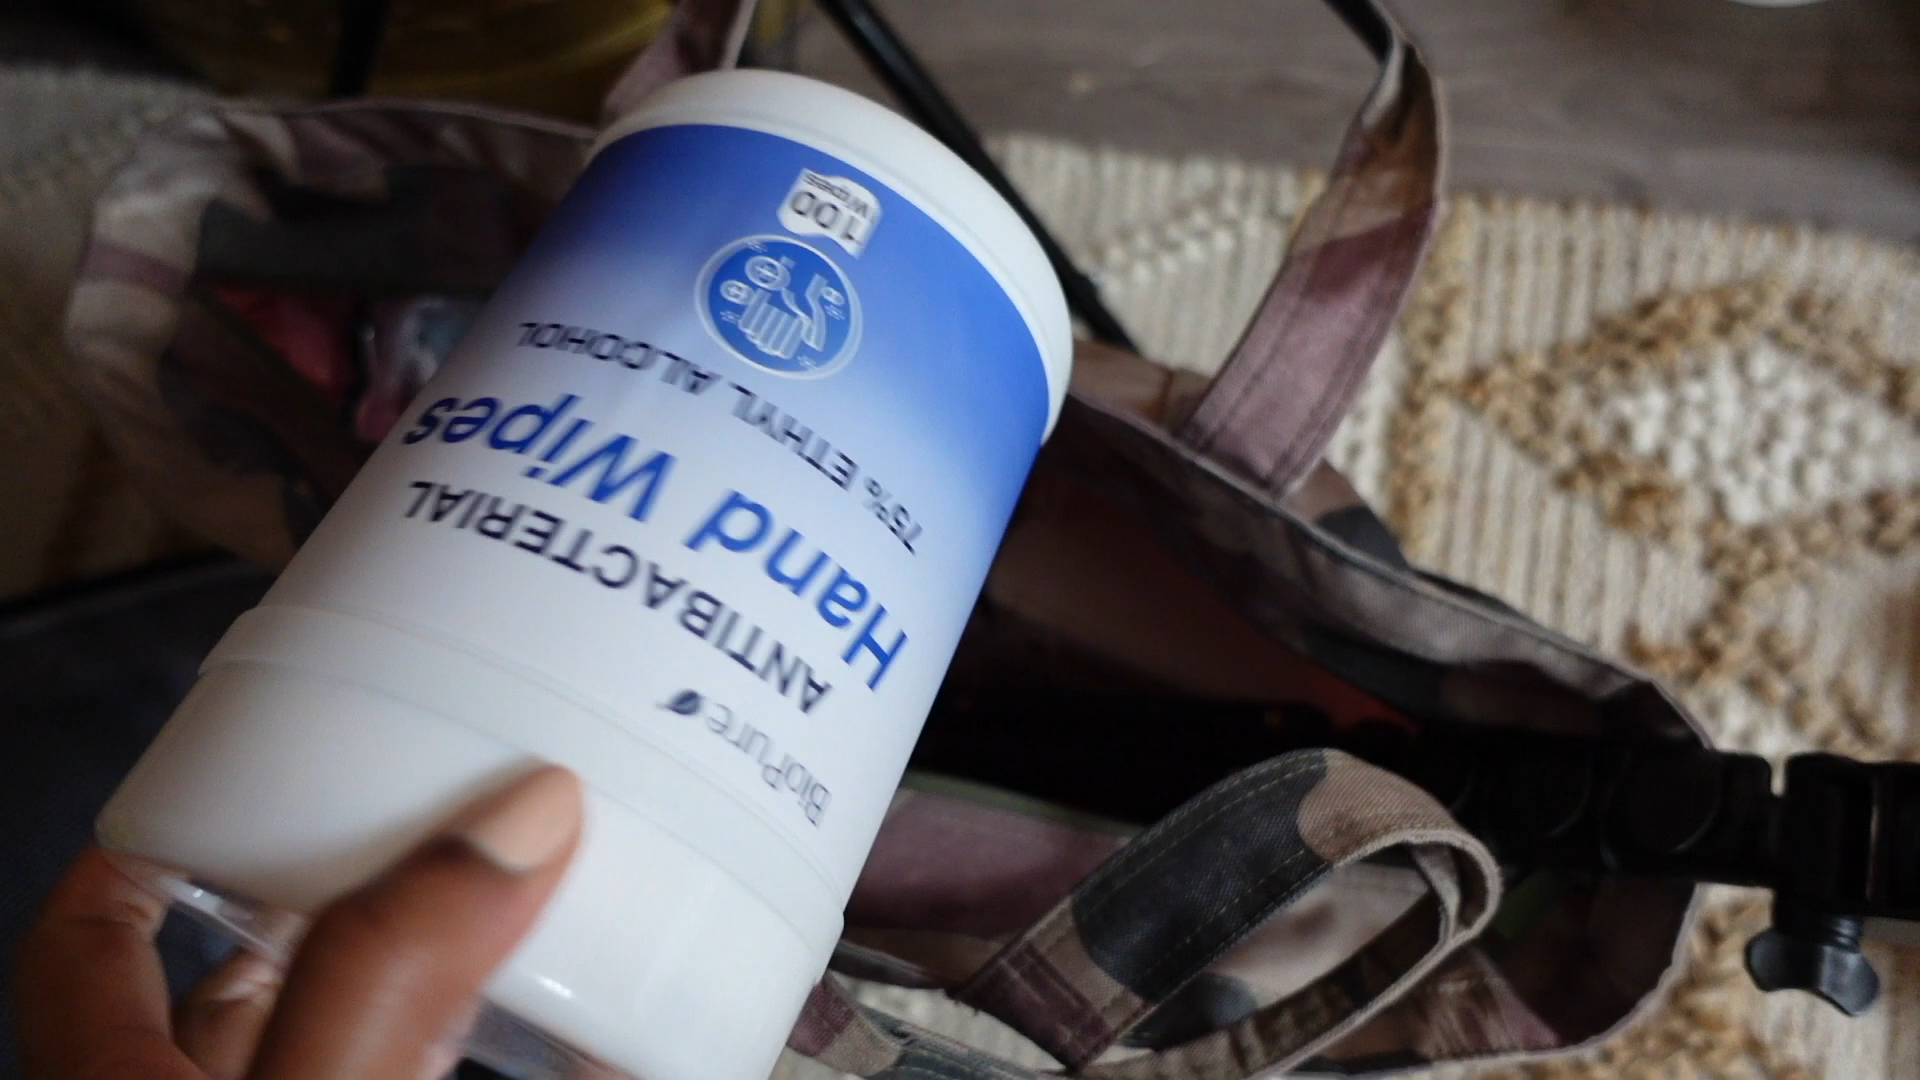 BioPure
ANTIBACTERIAL
Hand Wipes
75% ETHYL ALCOHOL
100
wipes